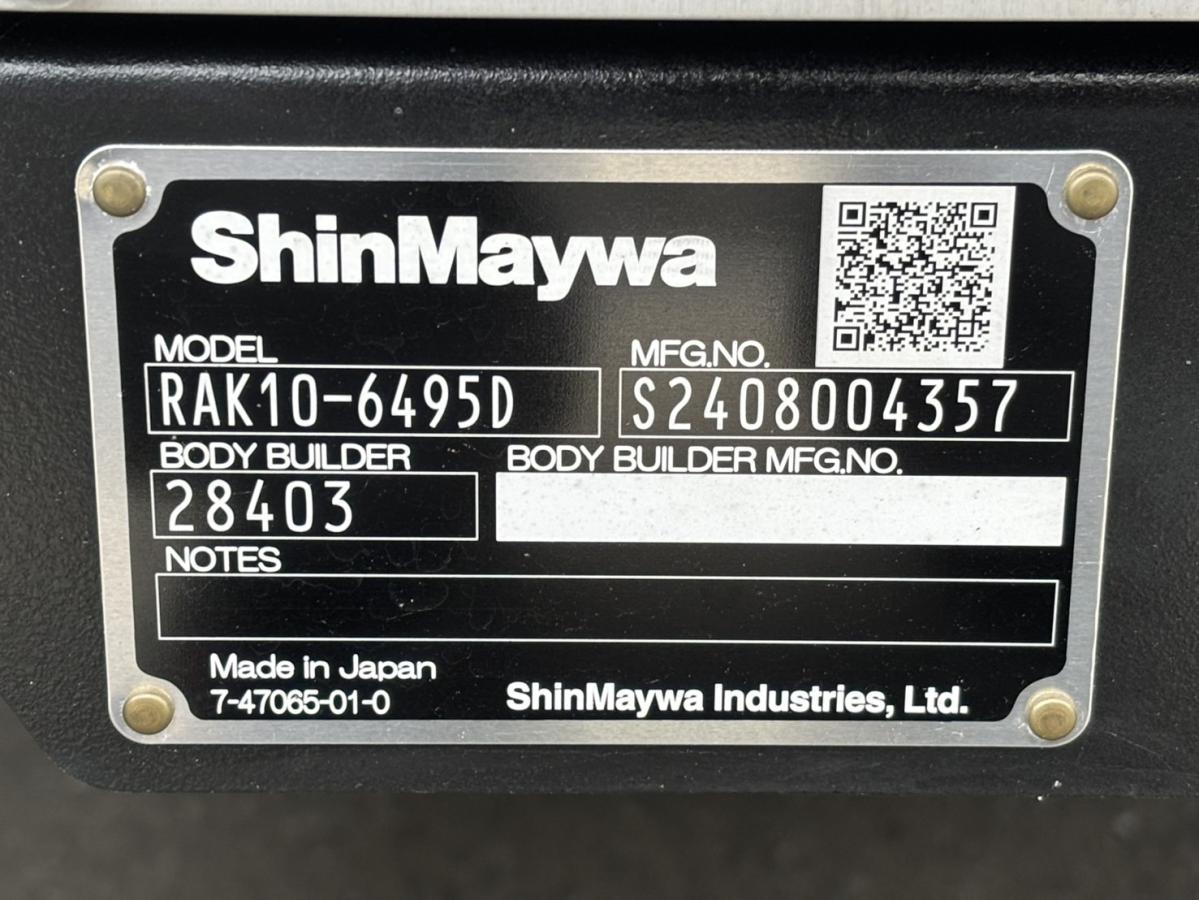 ShinMaywa
MODEL MFG.NO.
RAK10-6495D S2408004357
BODY BUILDER BODY BUILDER MFG.NO.
28403
NOTES
Made in Japan
7-47065-01-0 ShinMaywa Industries, Ltd.